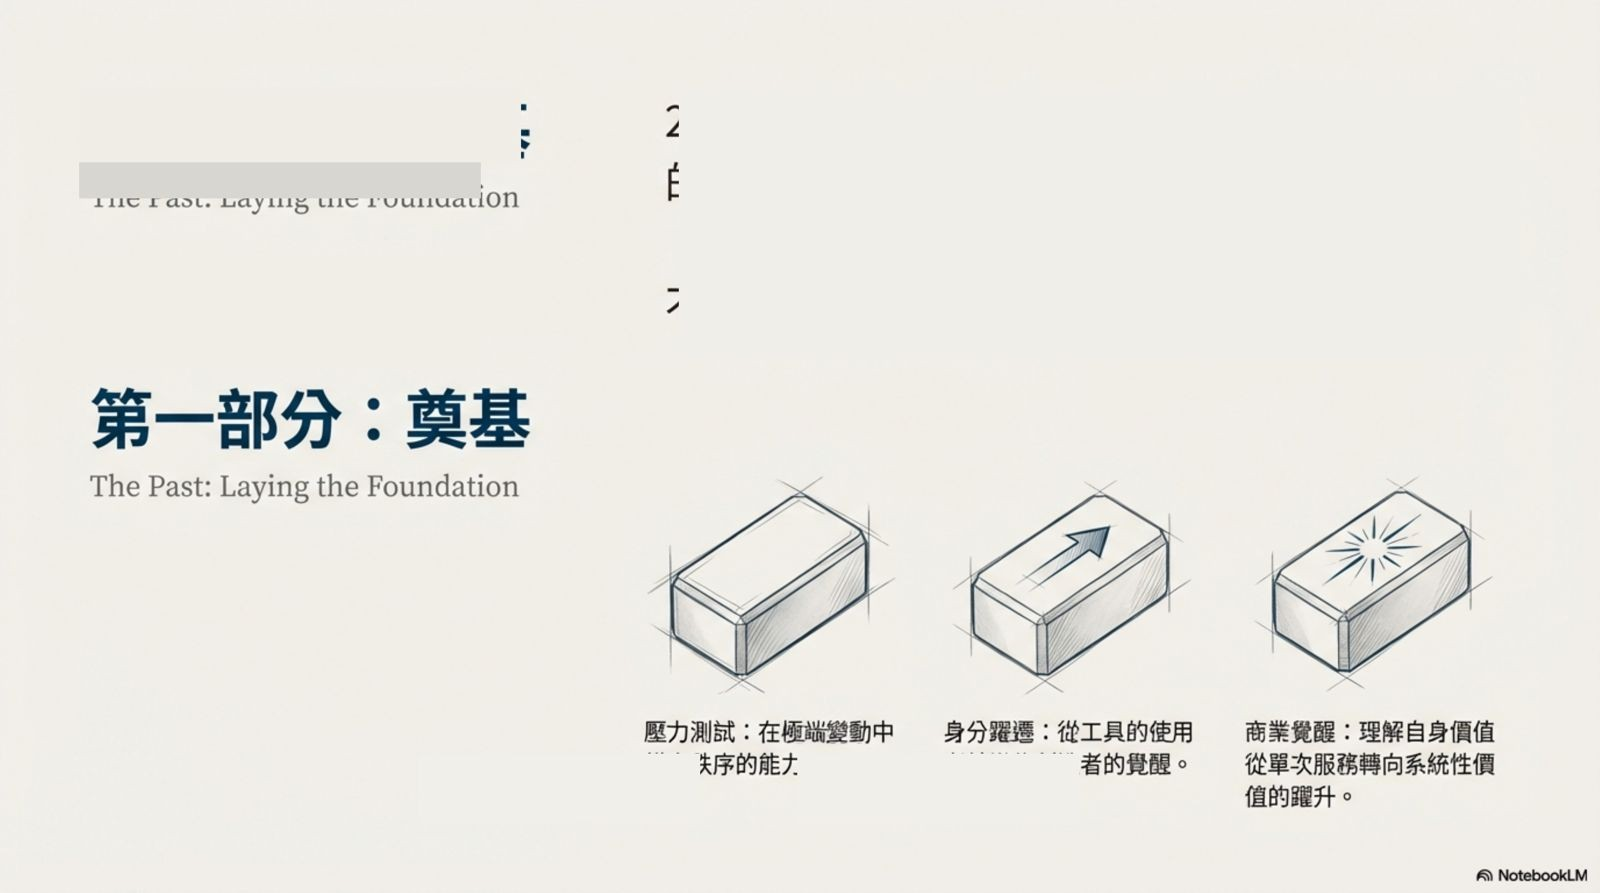 The Past: Laying the Foundation
第一部分：奠基
The Past: Laying the Foundation
壓力測試：在極端變動中
秩序的能力
身分躍遷：從工具的使用
者的覺醒。
商業覺醒：理解自身價值
從單次服務轉向系統性價
值的躍升。
NotebookLM